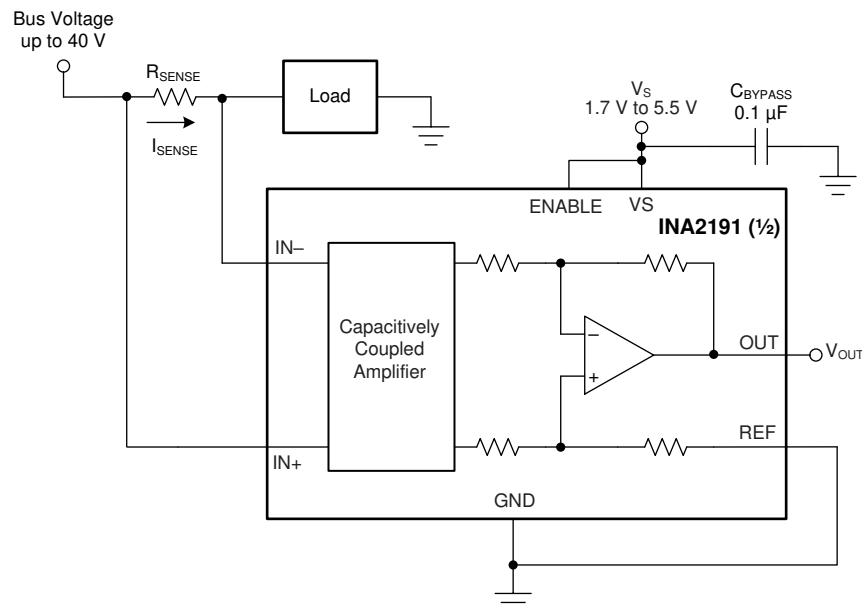 Bus Voltage
up to 40 V
RSENSE
ISENSE
Load
VS
1.7 V to 5.5 V
CBYPASS
0.1 µF
ENABLE
VS
INA2191 (½)
IN–
Capacitively
Coupled
Amplifier
–
+
OUT
VOUT
REF
IN+
GND